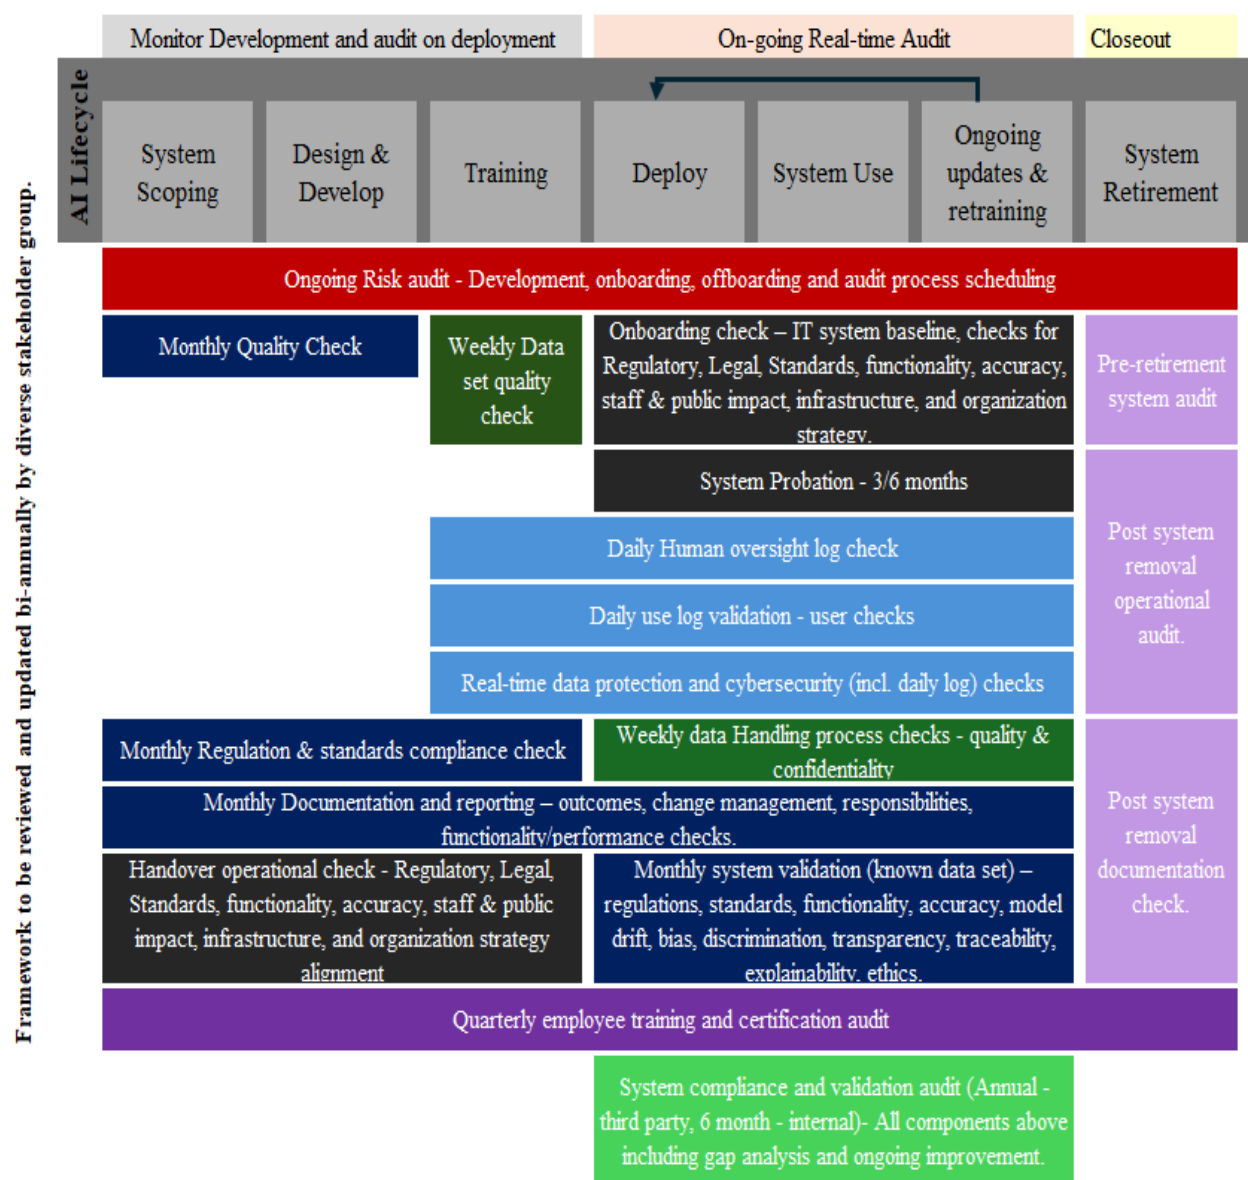 Monitor Development and audit on deployment
On-going Real-time Audit
Closeout
AI Lifecycle
System
Scoping
Design &
Develop
Training
Deploy
System Use
Ongoing
updates &
retraining
System
Retirement
Framework to be reviewed and updated bi-annually by diverse stakeholder group.
Ongoing Risk audit - Development, onboarding, offboarding and audit process scheduling
Monthly Quality Check
Weekly Data
set quality
check
Onboarding check – IT system baseline, checks for
Regulatory, Legal, Standards, functionality, accuracy,
staff & public impact, infrastructure, and organization
strategy.
Pre-retirement
system audit
System Probation - 3/6 months
Daily Human oversight log check
Daily use log validation - user checks
Real-time data protection and cybersecurity (incl. daily log) checks
Post system
removal
operational
audit.
Monthly Regulation & standards compliance check
Weekly data Handling process checks - quality &
confidentiality
Monthly Documentation and reporting – outcomes, change management, responsibilities,
functionality/performance checks.
Post system
removal
documentation
check.
Handover operational check - Regulatory, Legal,
Standards, functionality, accuracy, staff & public
impact, infrastructure, and organization strategy
alignment
Monthly system validation (known data set) –
regulations, standards, functionality, accuracy, model
drift, bias, discrimination, transparency, traceability,
explainability, ethics.
Quarterly employee training and certification audit
System compliance and validation audit (Annual -
third party, 6 month - internal)- All components above
including gap analysis and ongoing improvement.